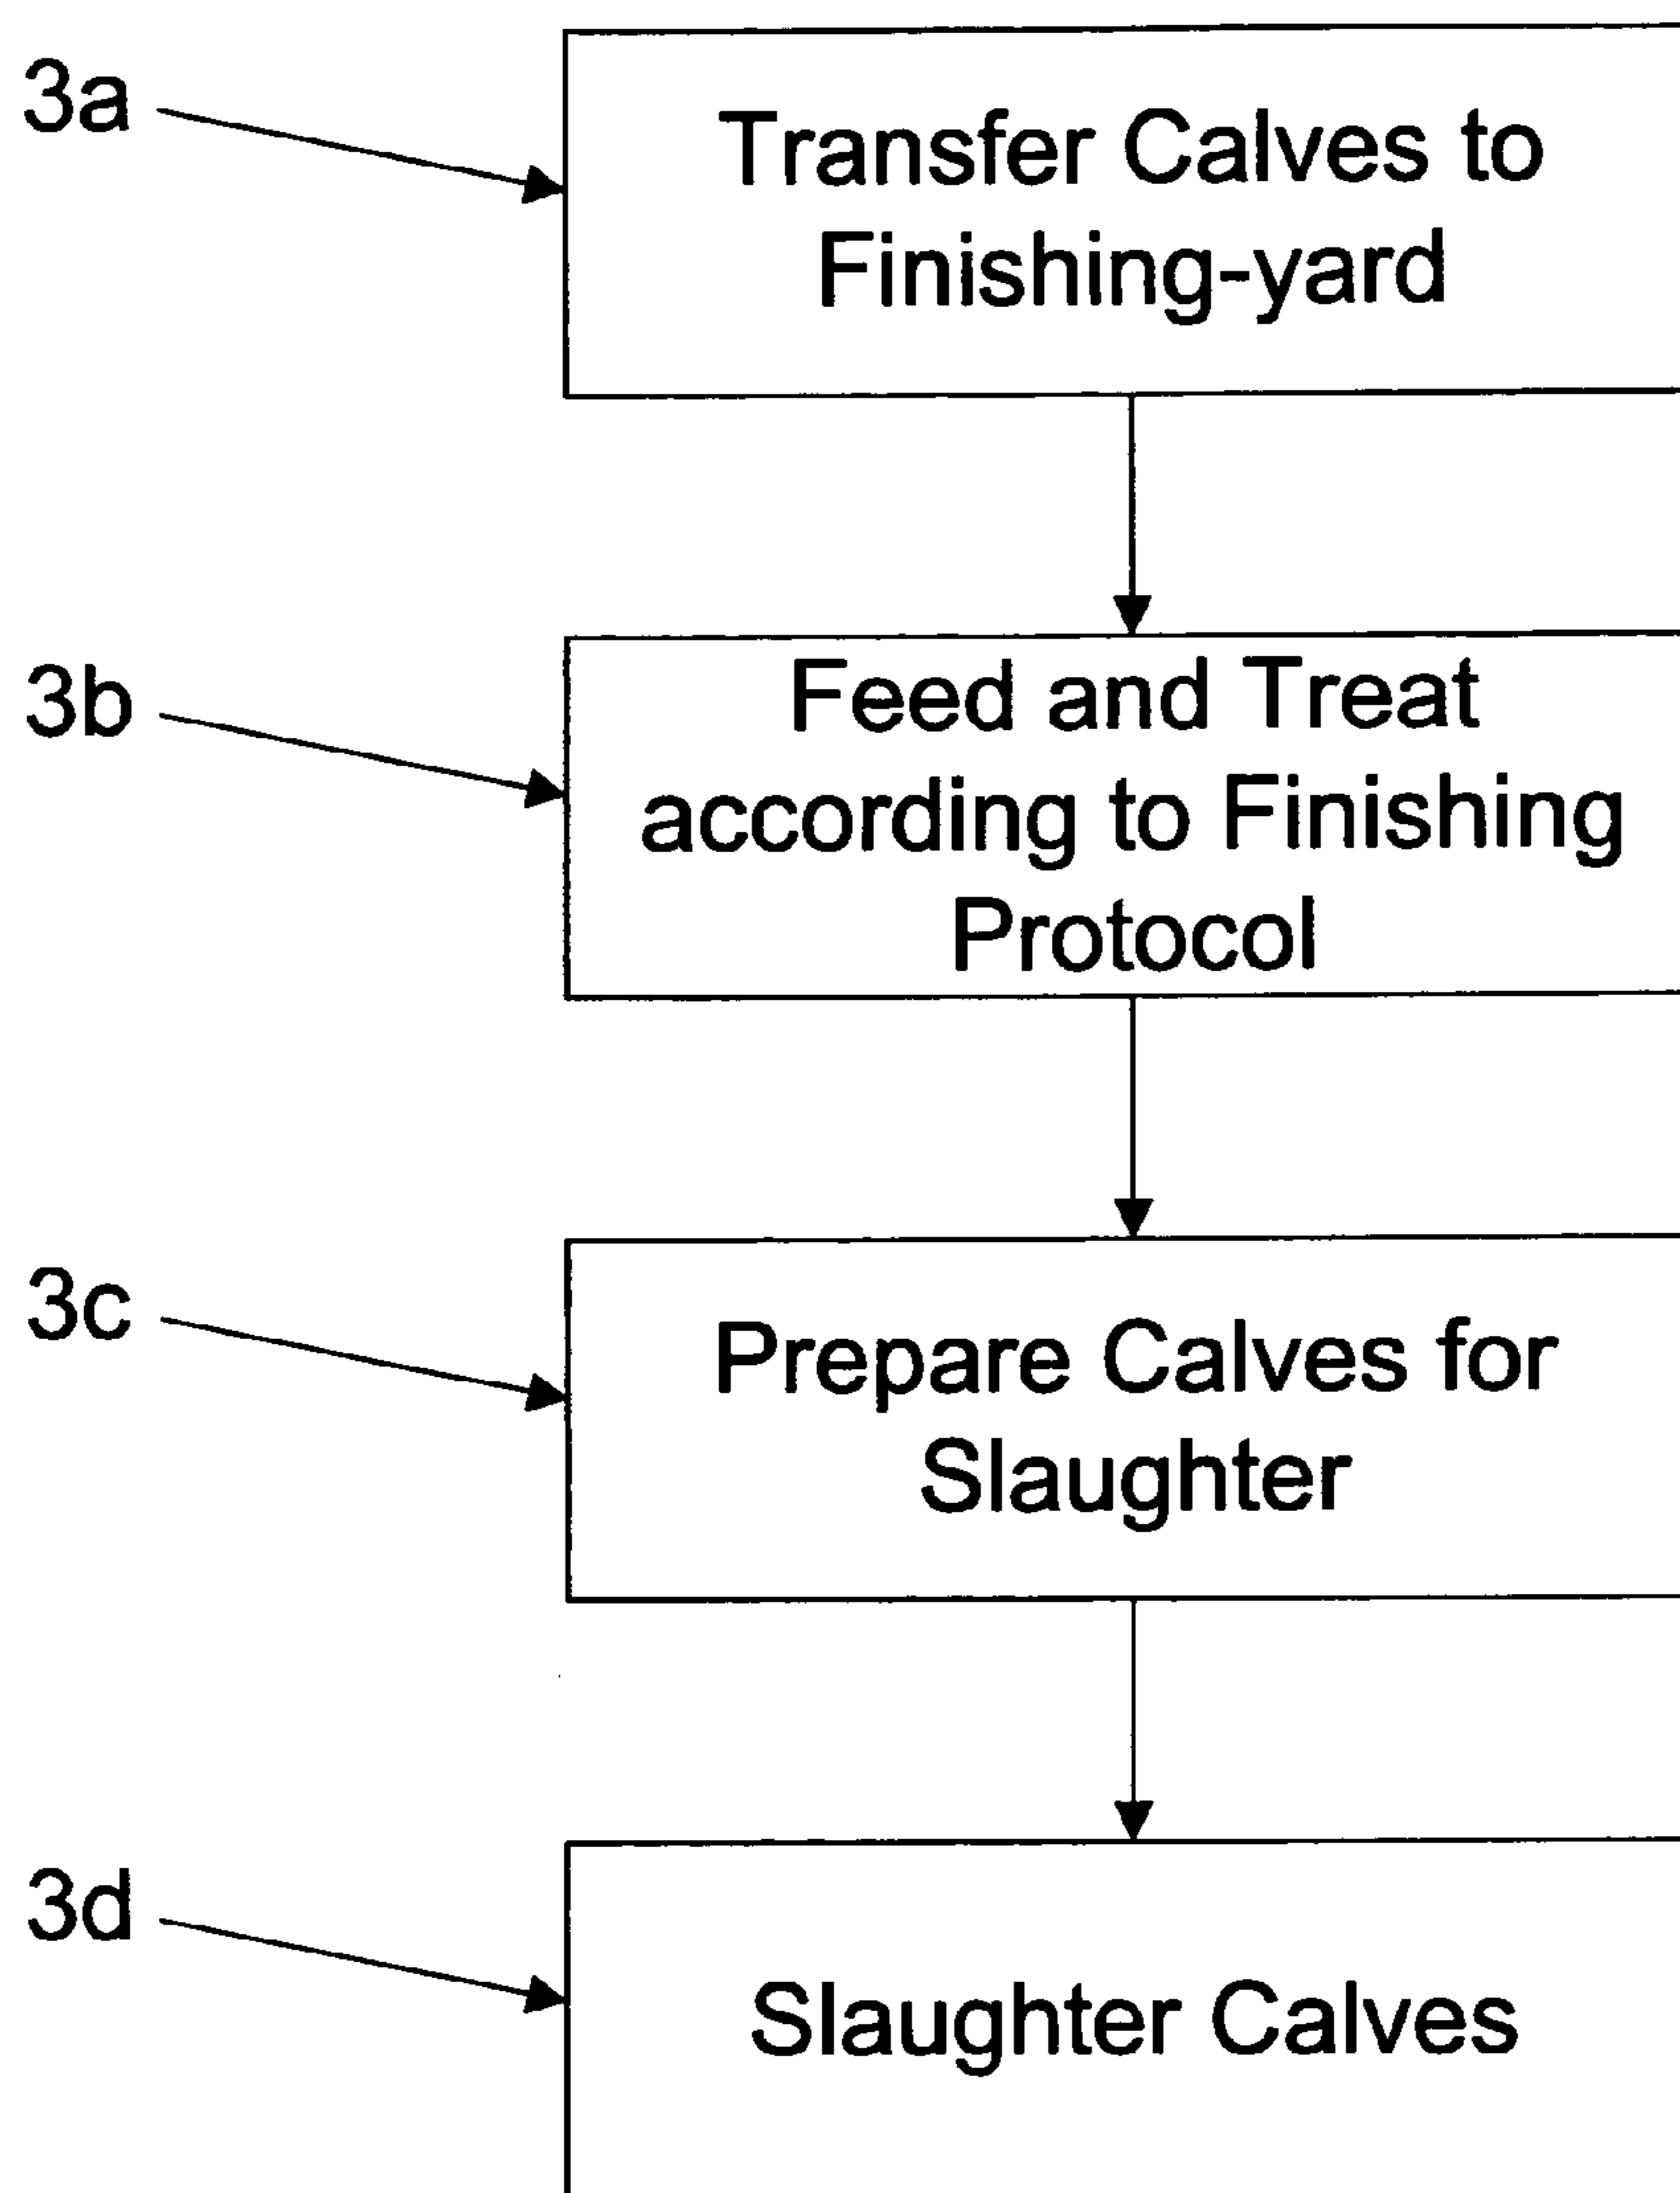 3a
Transfer Calves to
Finishing-yard
3b
Feed and Treat
according to Finishing
Protocol
3c
Prepare Calves for
Slaughter
3d
Slaughter Calves